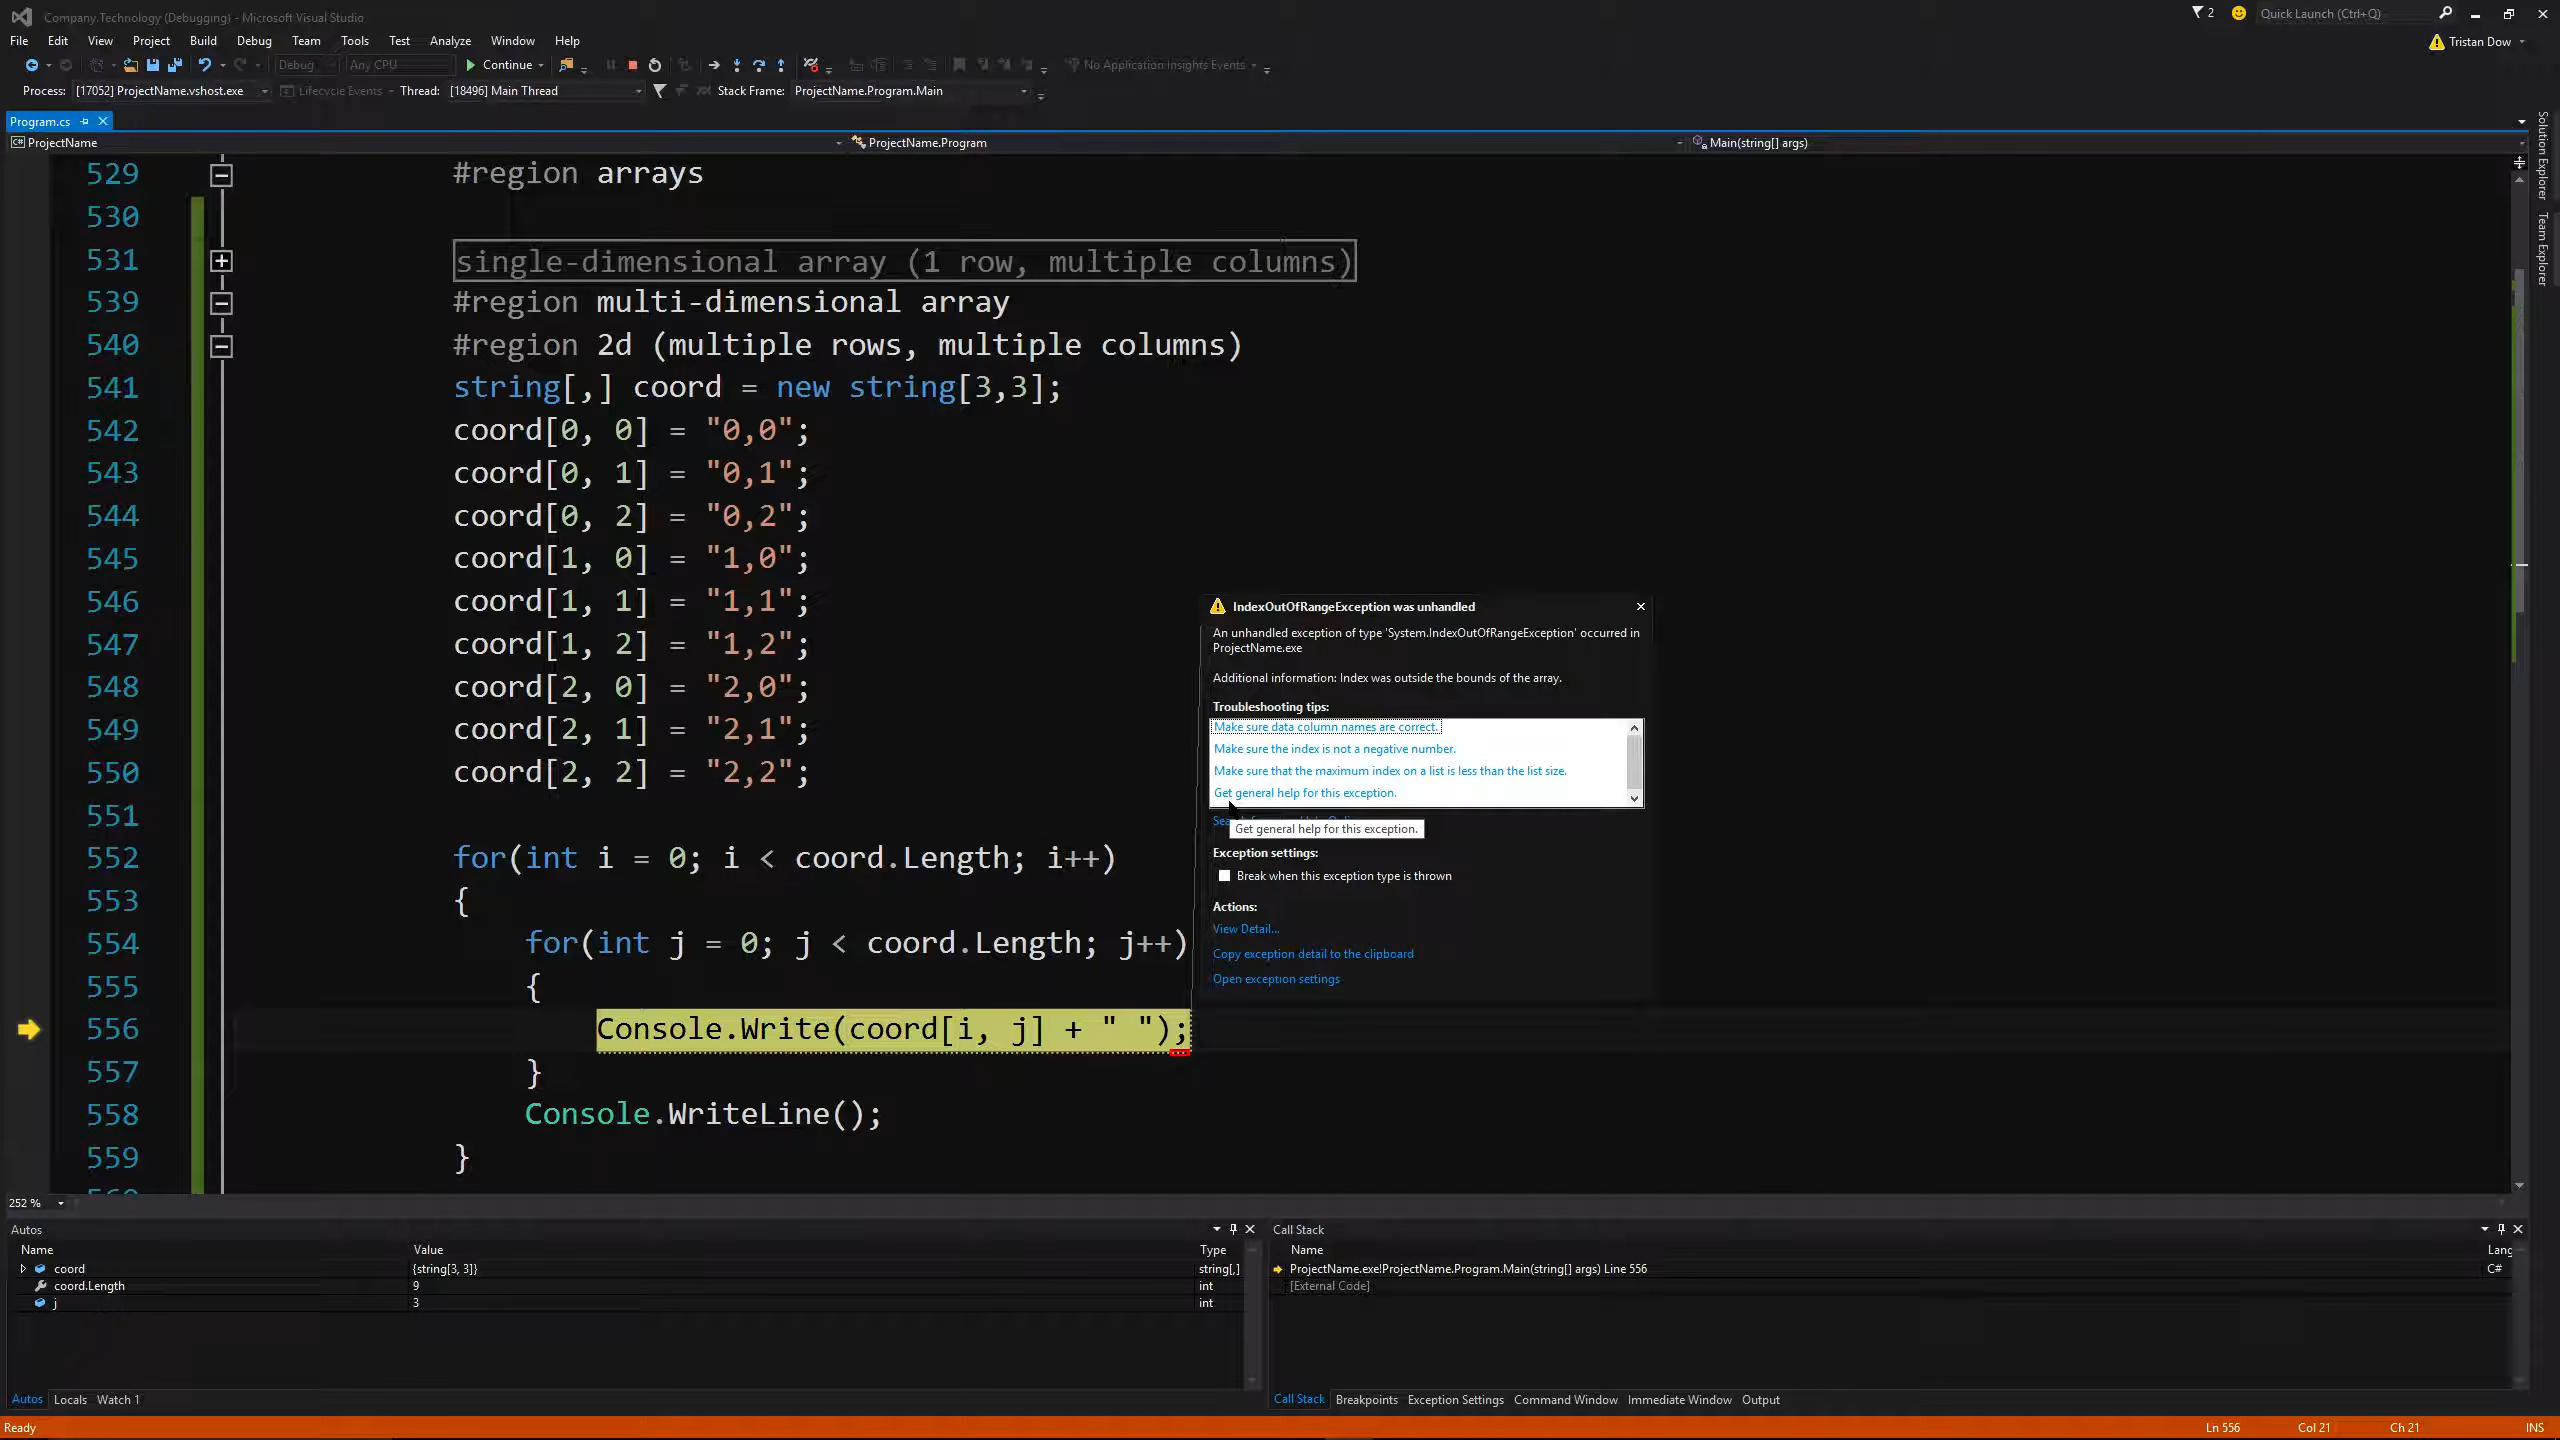 Company.Technology (Debugging) - Microsoft Visual Studio
2
Quick Launch (Ctrl+Q)
File Edit View Project Build Debug Team Tools Test Analyze Window Help
Tristan Dow
Debug Any CPU Continue No Application Insights Events
Process: [17052] ProjectName.vshost.exe Lifecycle Events Thread: [18496] Main Thread Stack Frame: ProjectName.Program.Main
Program.cs
ProjectName ProjectName.Program Main(string[] args)
Solution Explorer
Team Explorer
529 #region arrays
530
531 single-dimensional array (1 row, multiple columns)
539 #region multi-dimensional array
540 #region 2d (multiple rows, multiple columns)
541 string[,] coord = new string[3,3];
542 coord[0, 0] = "0,0";
543 coord[0, 1] = "0,1";
544 coord[0, 2] = "0,2";
545 coord[1, 0] = "1,0";
546 coord[1, 1] = "1,1";
547 coord[1, 2] = "1,2";
548 coord[2, 0] = "2,0";
549 coord[2, 1] = "2,1";
550 coord[2, 2] = "2,2";
551
552 for(int i = 0; i < coord.Length; i++)
553 {
554 for(int j = 0; j < coord.Length; j++)
555 {
556 Console.Write(coord[i, j] + " ");
557 }
558 Console.WriteLine();
559 }
IndexOutOfRangeException was unhandled
An unhandled exception of type 'System.IndexOutOfRangeException' occurred in
ProjectName.exe
Additional information: Index was outside the bounds of the array.
Troubleshooting tips:
Make sure data column names are correct.
Make sure the index is not a negative number.
Make sure that the maximum index on a list is less than the list size.
Get general help for this exception.
Get general help for this exception.
Exception settings:
Break when this exception type is thrown
Actions:
View Detail...
Copy exception detail to the clipboard
Open exception settings
252 %
Autos
Name Value Type
coord {string[3, 3]} string[,]
coord.Length 9 int
j 3 int
Autos Locals Watch 1
Call Stack
Name Lang
ProjectName.exe!ProjectName.Program.Main(string[] args) Line 556 C#
[External Code]
Call Stack Breakpoints Exception Settings Command Window Immediate Window Output
Ready Ln 556 Col 21 Ch 21 INS